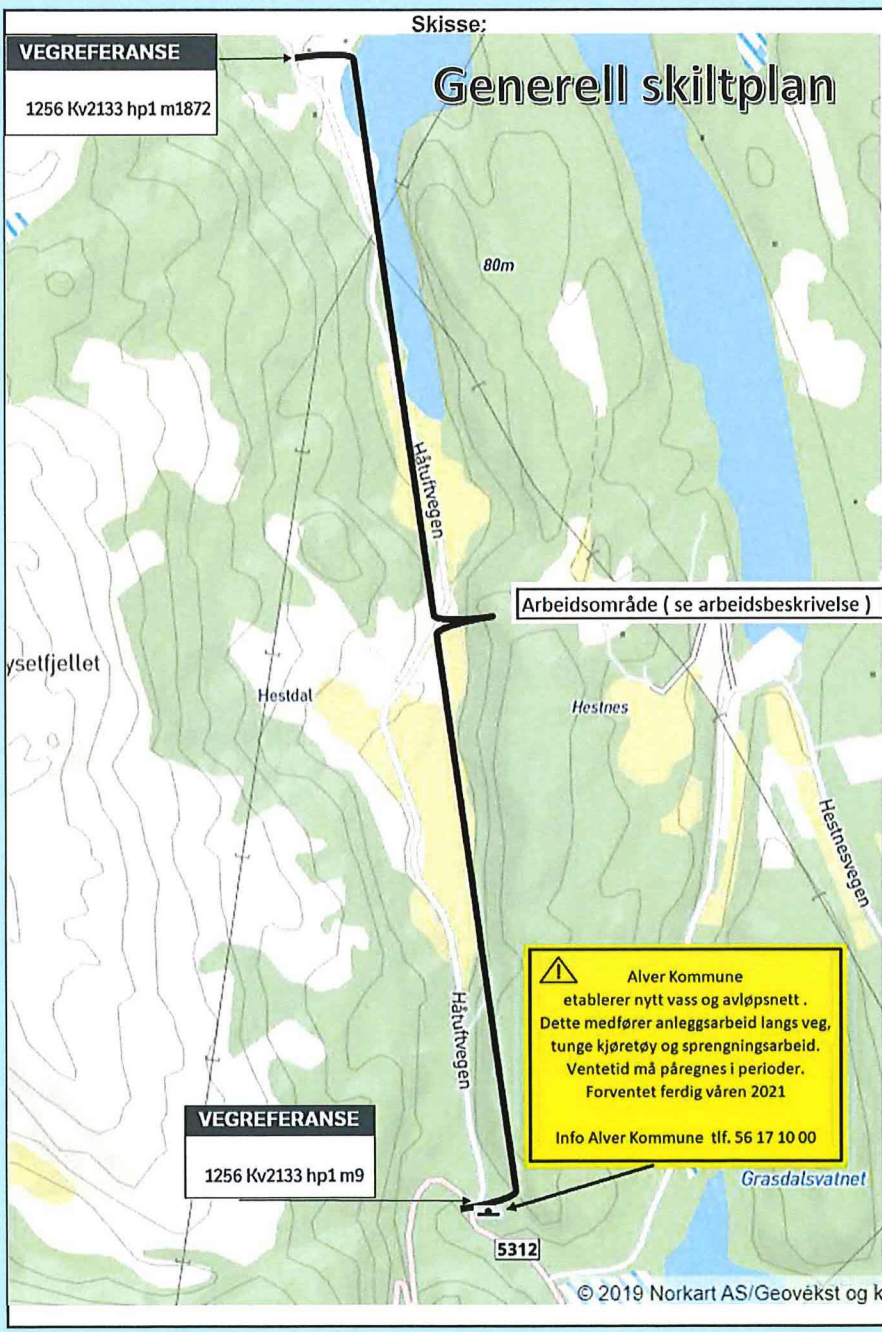 Skisse:
VEGREFERANSE
1256 Kv2133 hp1 m1872
Generell skiltplan
80m
Håtuftvegen
Arbeidsområde ( se arbeidsbeskrivelse )
ysetfjellet
Hestdal
Hestnes
Hestnesvegen
Håtuftvegen
Alver Kommune
etablerer nytt vass og avløpsnett .
Dette medfører anleggsarbeid langs veg,
tunge kjøretøy og sprengningsarbeid.
Ventetid må påregnes i perioder.
Forventet ferdig våren 2021
Info Alver Kommune tlf. 56 17 10 00
VEGREFERANSE
1256 Kv2133 hp1 m9
Grasdalsvatnet
5312
© 2019 Norkart AS/Geovekst og k